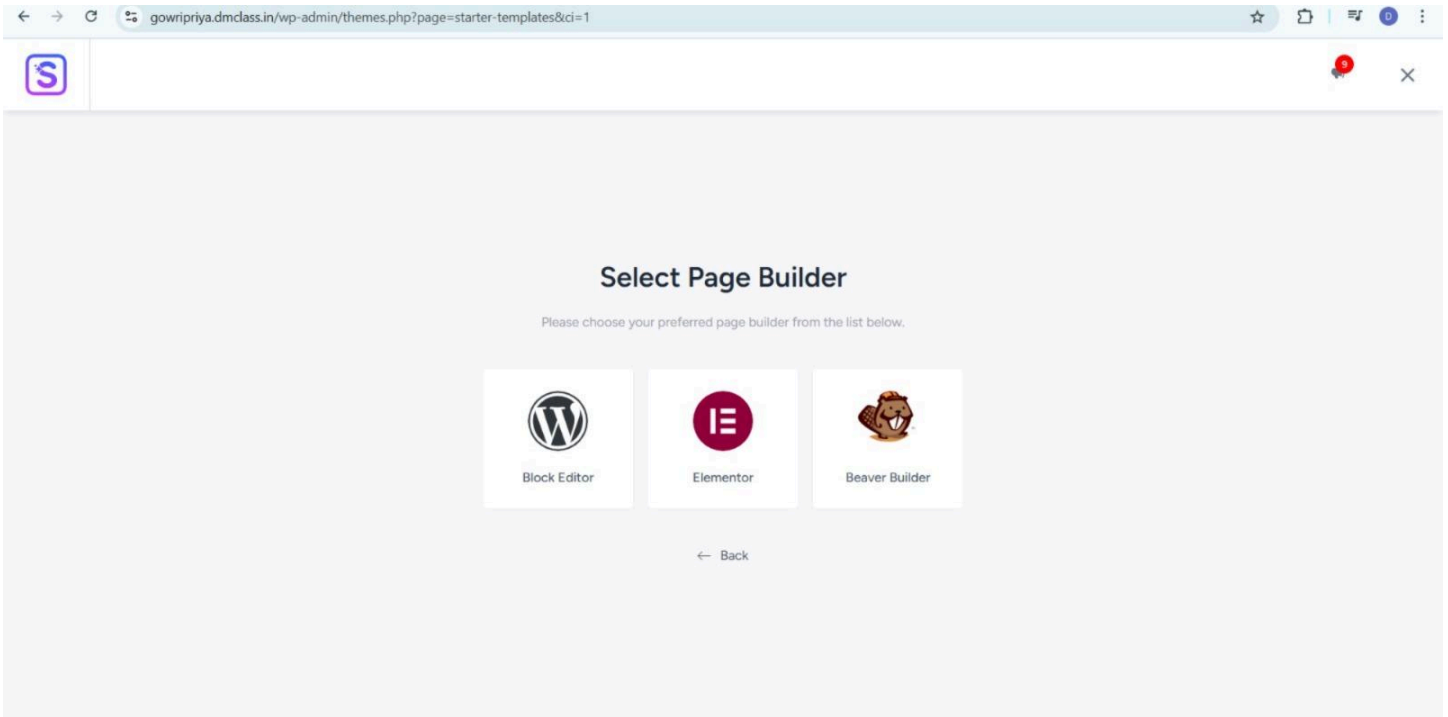 gowripriya.dmclass.in/wp-admin/themes.php?page=starter-templates&ci=1
D
S
9
Select Page Builder
Please choose your preferred page builder from the list below.
Block Editor
Elementor
Beaver Builder
← Back